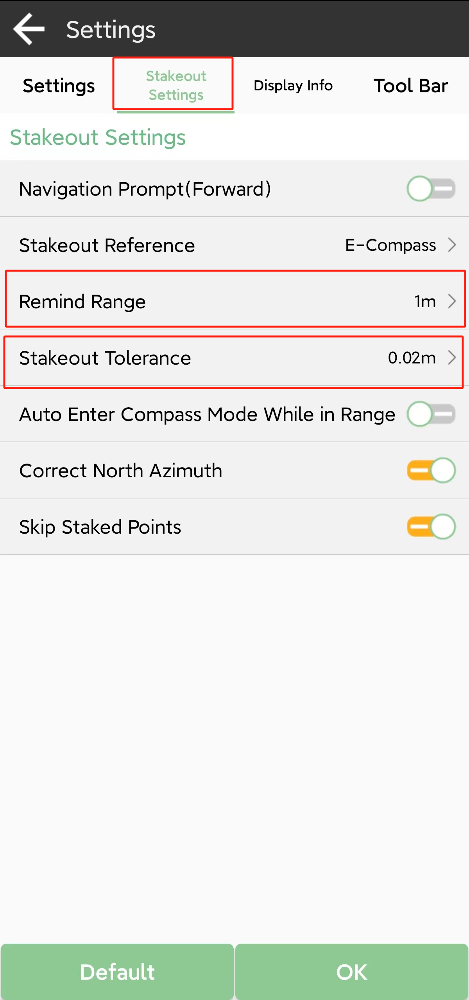 Settings
Settings
Stakeout
Settings
Display Info
Tool Bar
Stakeout Settings
Navigation Prompt(Forward)
Stakeout Reference E-Compass
Remind Range 1m
Stakeout Tolerance 0.02m
Auto Enter Compass Mode While in Range
Correct North Azimuth
Skip Staked Points
Default
OK